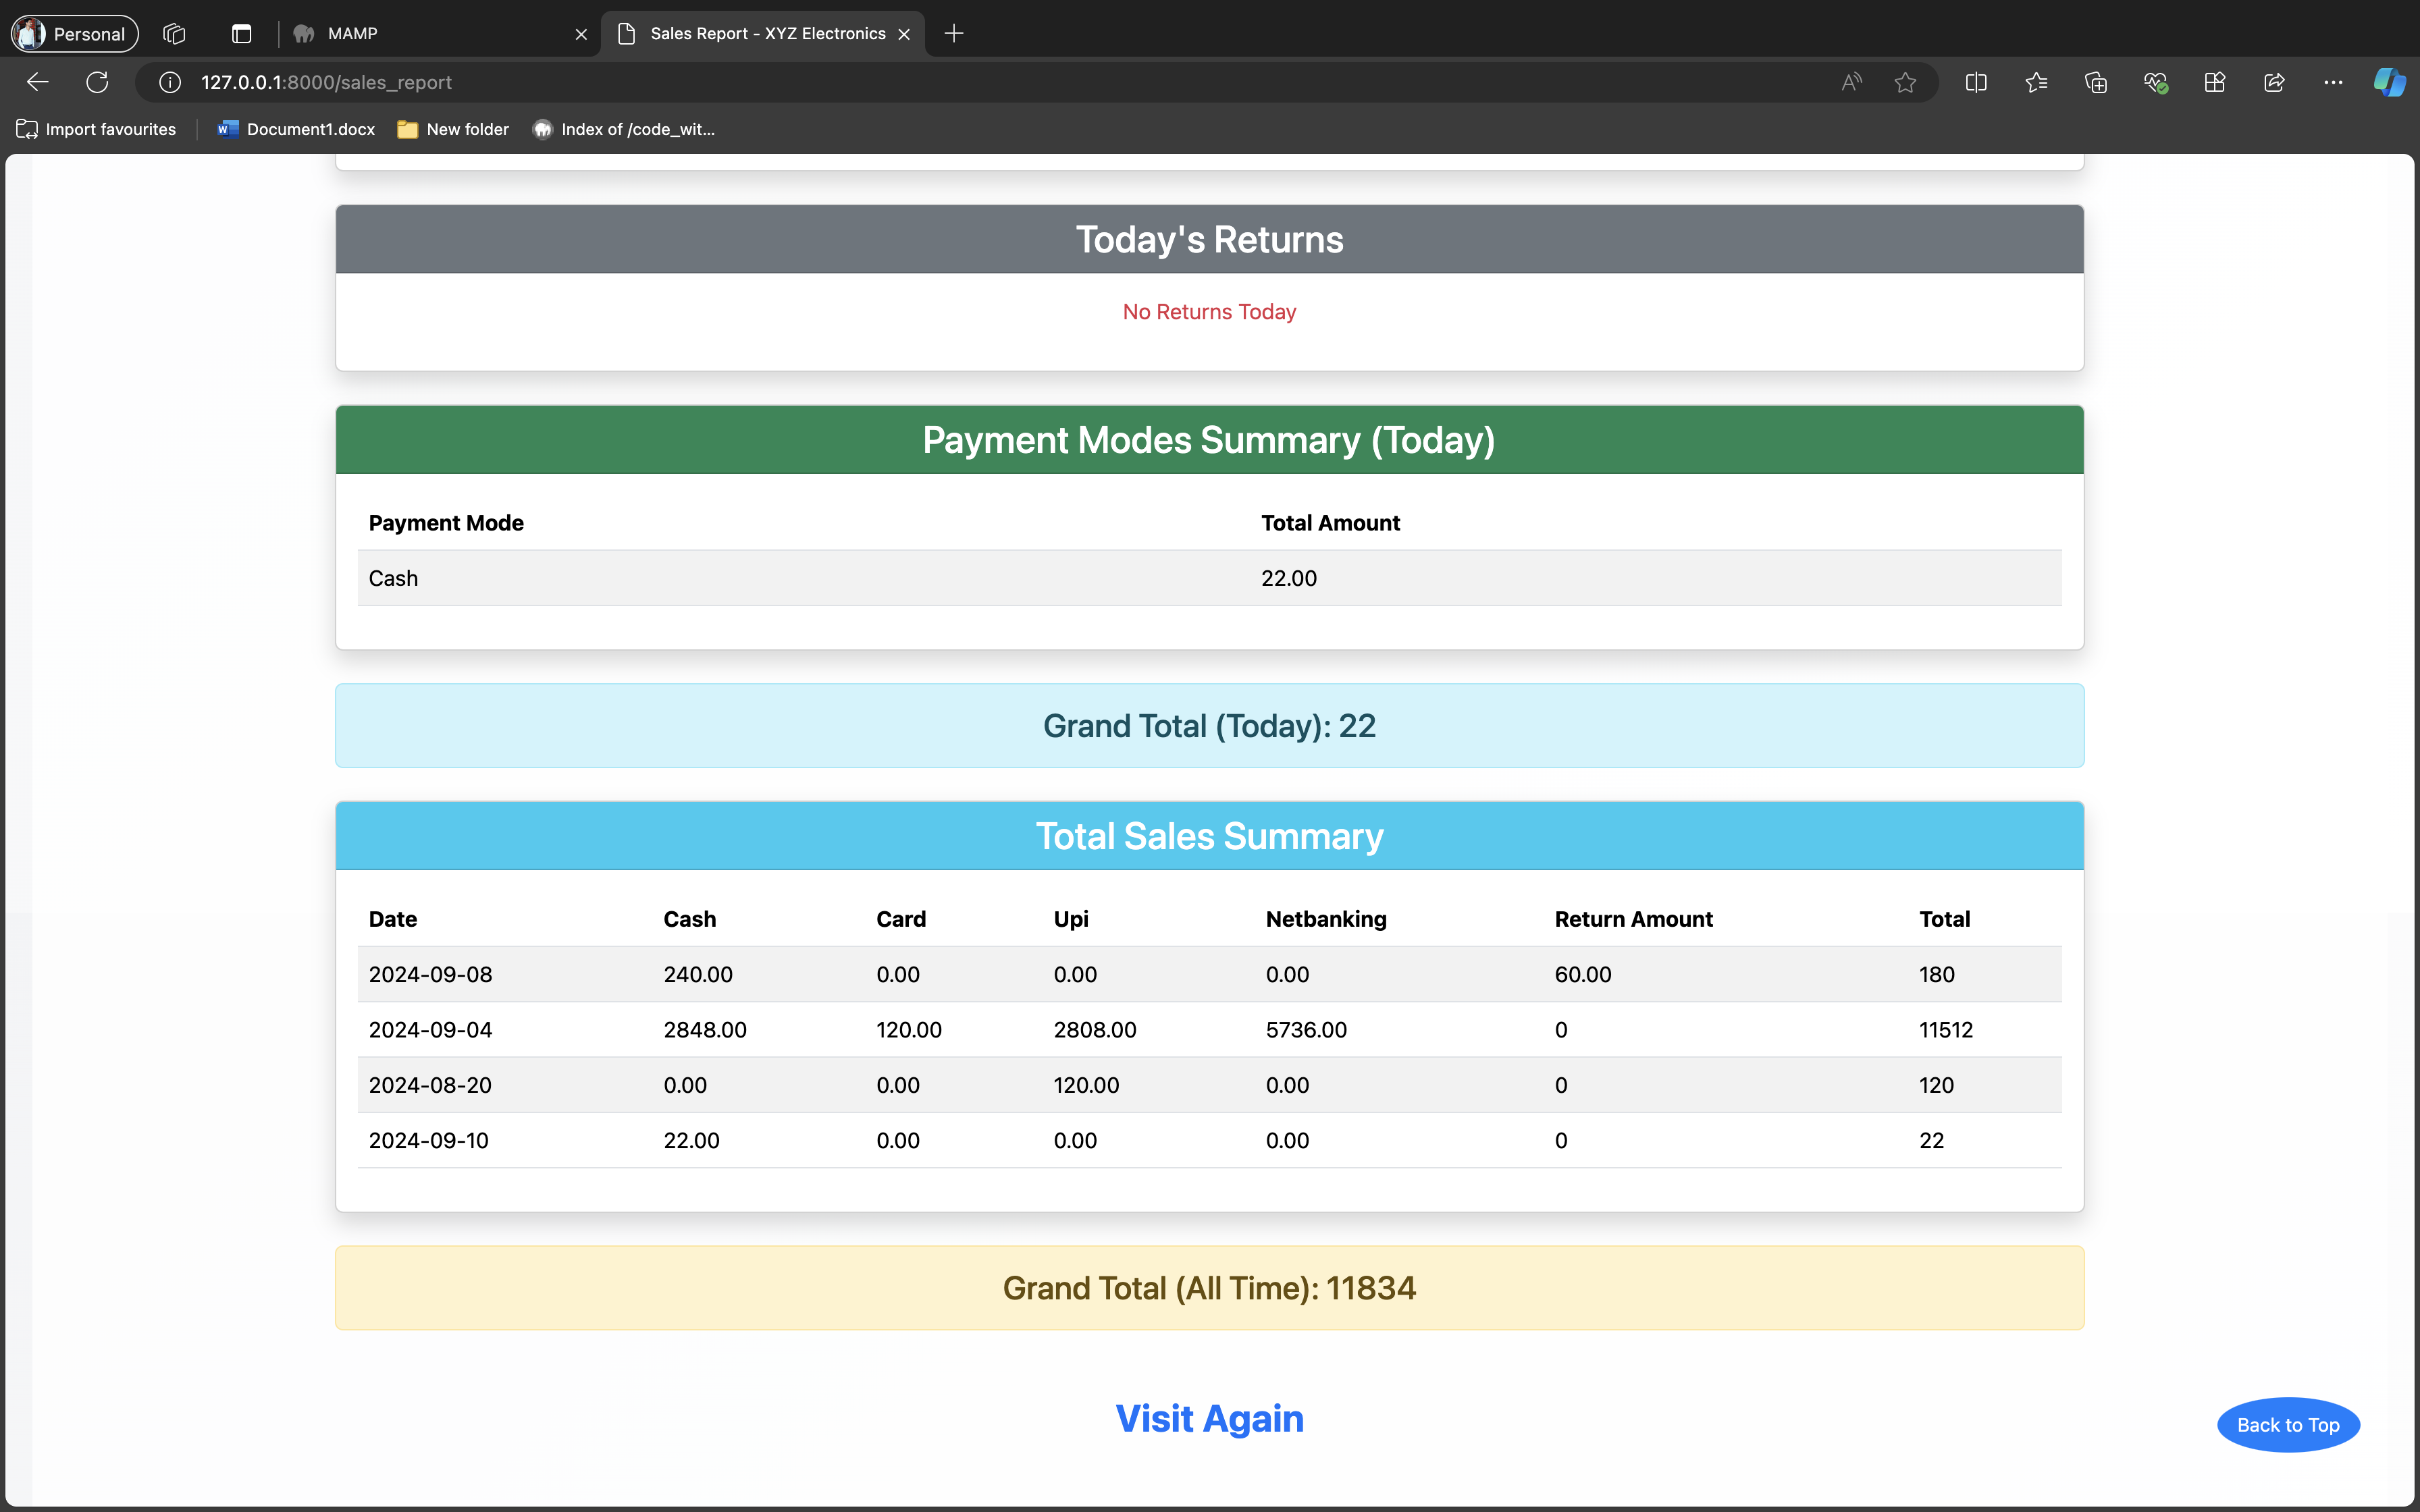 Personal MAMP Sales Report - XYZ Electronics
127.0.0.1:8000/sales_report
Import favourites Document1.docx New folder Index of /code_wit...
Today's Returns
No Returns Today
Payment Modes Summary (Today)
Payment Mode Total Amount
Cash 22.00
Grand Total (Today): 22
Total Sales Summary
Date Cash Card Upi Netbanking Return Amount Total
2024-09-08 240.00 0.00 0.00 0.00 60.00 180
2024-09-04 2848.00 120.00 2808.00 5736.00 0 11512
2024-08-20 0.00 0.00 120.00 0.00 0 120
2024-09-10 22.00 0.00 0.00 0.00 0 22
Grand Total (All Time): 11834
Visit Again
Back to Top